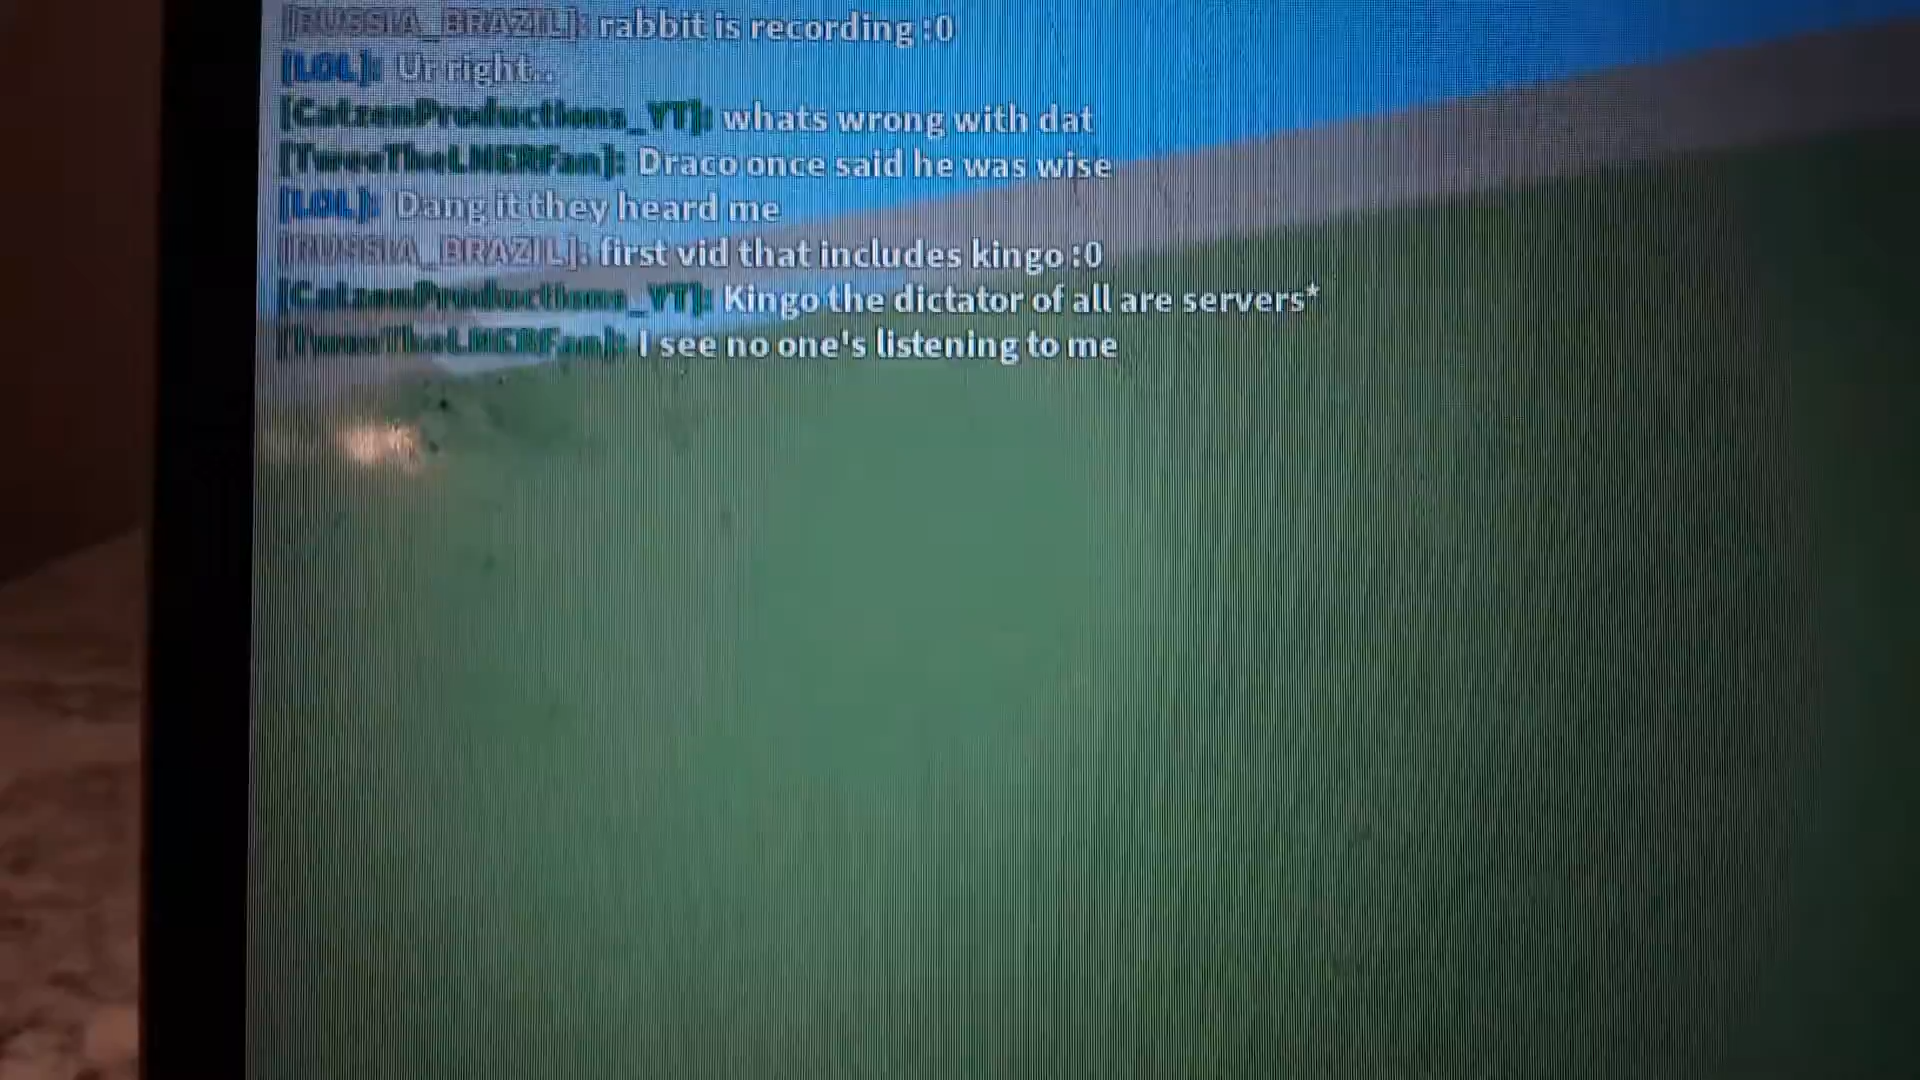 [RUSSIA_BRAZIL]: rabbit is recording :0
[LOL]: Ur right..
[CatzenProductions_YT]: whats wrong with dat
[TweeTheLNERFan]: Draco once said he was wise
[LOL]: Dang it they heard me
[RUSSIA_BRAZIL]: first vid that includes kingo :0
[CatzenProductions_YT]: Kingo the dictator of all are servers*
[TweeTheLNERFan]: I see no one's listening to me